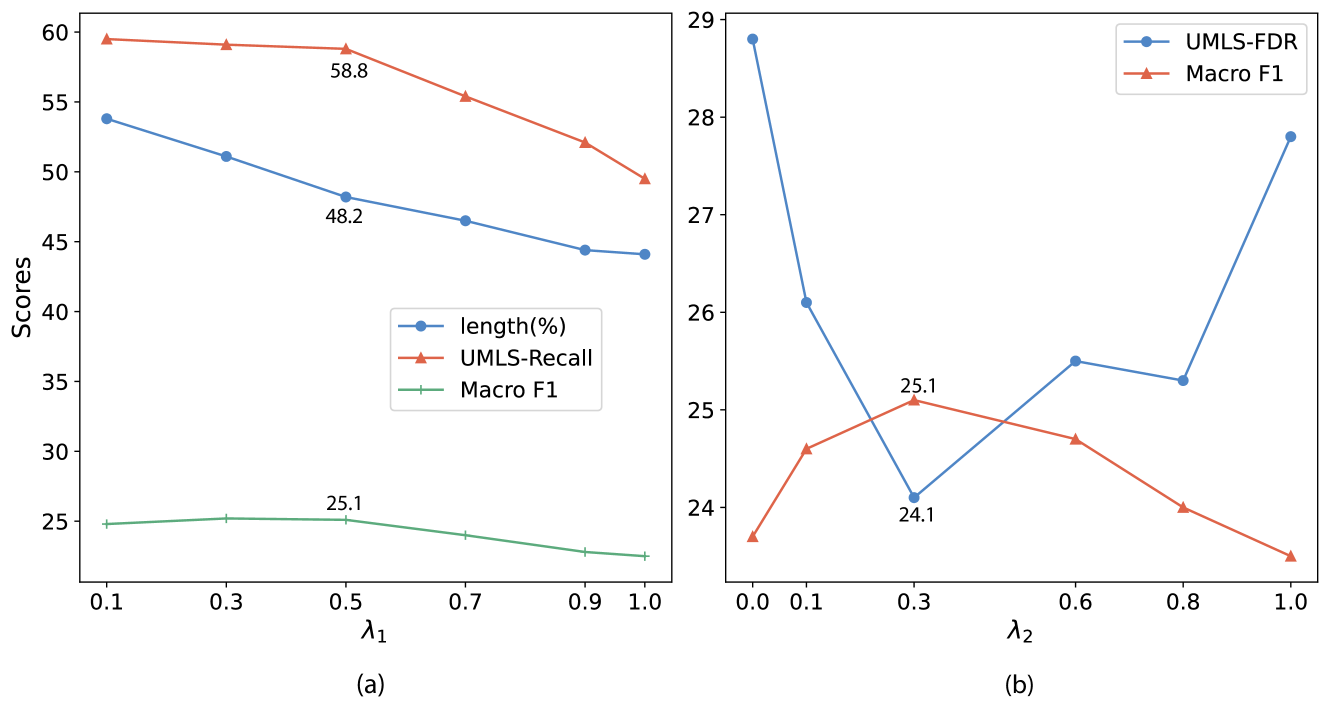 60
55
50
45
40
35
30
25
Scores
58.8
48.2
25.1
length(%)
UMLS-Recall
Macro F1
0.1 0.3 0.5 0.7 0.9 1.0
λ1
(a)
29
28
27
26
25
24
UMLS-FDR
Macro F1
25.1
24.1
0.0 0.1 0.3 0.6 0.8 1.0
λ2
(b)